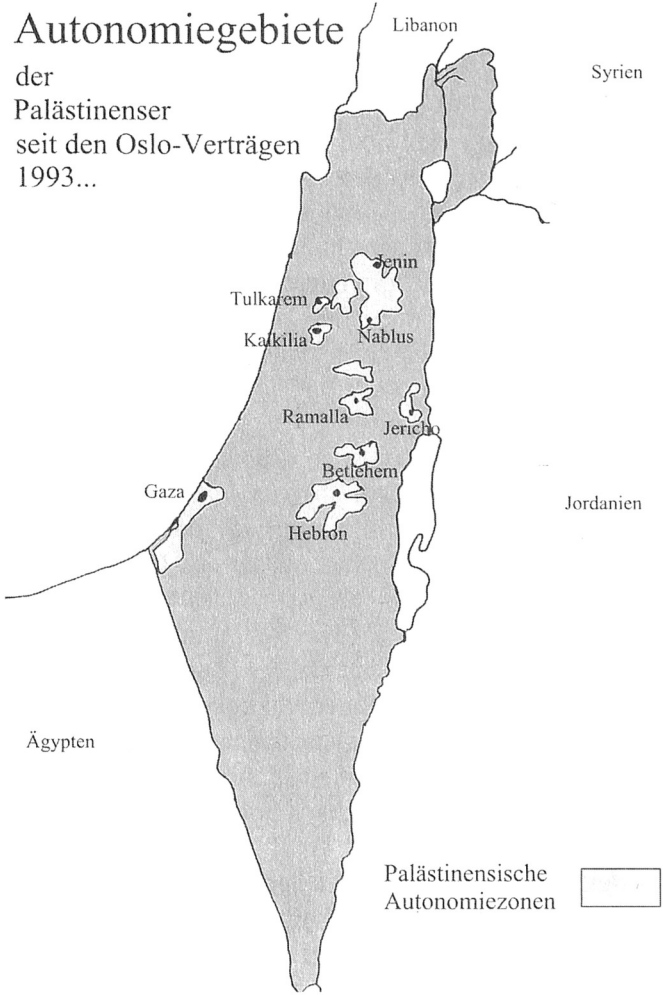 Autonomiegebiete
der
Palästinenser
seit den Oslo-Verträgen
1993...
Libanon
Syrien
Jenin
Tulkarem
Kalkilia
Nablus
Ramalla
Jericho
Betlehem
Gaza
Hebron
Jordanien
Ägypten
Palästinensische
Autonomiezonen